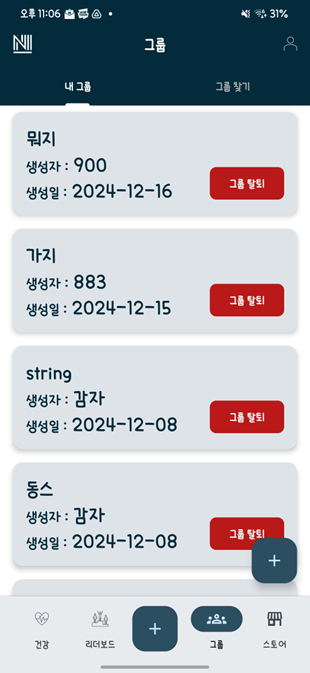 오후 11:06
31%
그룹
내 그룹
그룹 찾기
뭐지
생성자 : 900
생성일 : 2024-12-16
그룹 탈퇴
가지
생성자 : 883
생성일 : 2024-12-15
그룹 탈퇴
string
생성자 : 감자
생성일 : 2024-12-08
그룹 탈퇴
동스
생성자 : 감자
생성일 : 2024-12-08
그룹 탈퇴
+
건강
리더보드
+
그룹
스토어